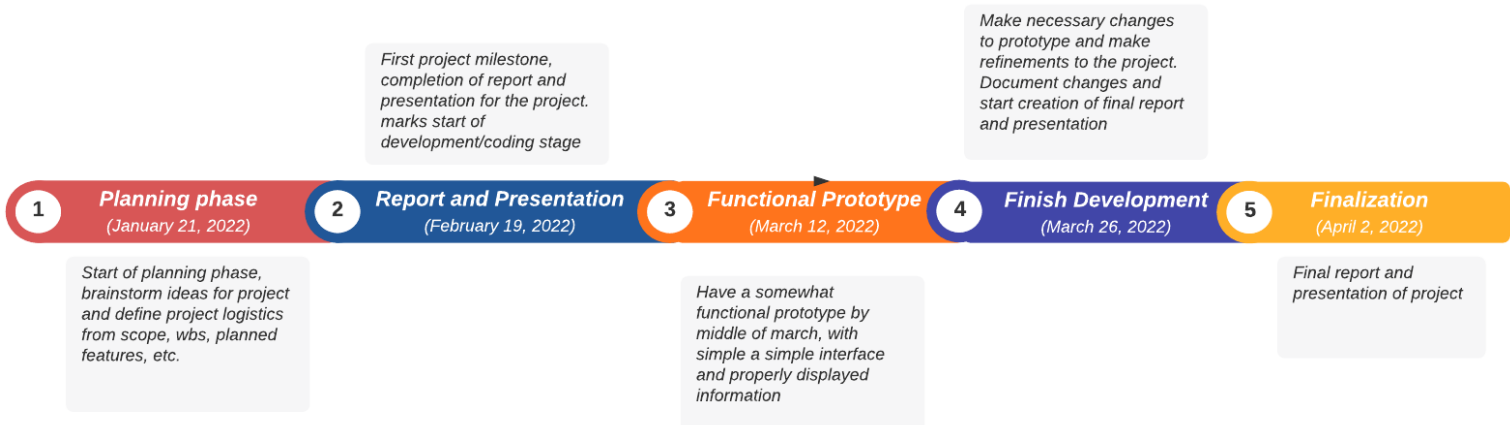 1
Planning phase
(January 21, 2022)
Start of planning phase,
brainstorm ideas for project
and define project logistics
from scope, wbs, planned
features, etc.
First project milestone,
completion of report and
presentation for the project.
marks start of
development/coding stage
2
Report and Presentation
(February 19, 2022)
3
Functional Prototype
(March 12, 2022)
Have a somewhat
functional prototype by
middle of march, with
simple a simple interface
and properly displayed
information
Make necessary changes
to prototype and make
refinements to the project.
Document changes and
start creation of final report
and presentation
4
Finish Development
(March 26, 2022)
5
Finalization
(April 2, 2022)
Final report and
presentation of project